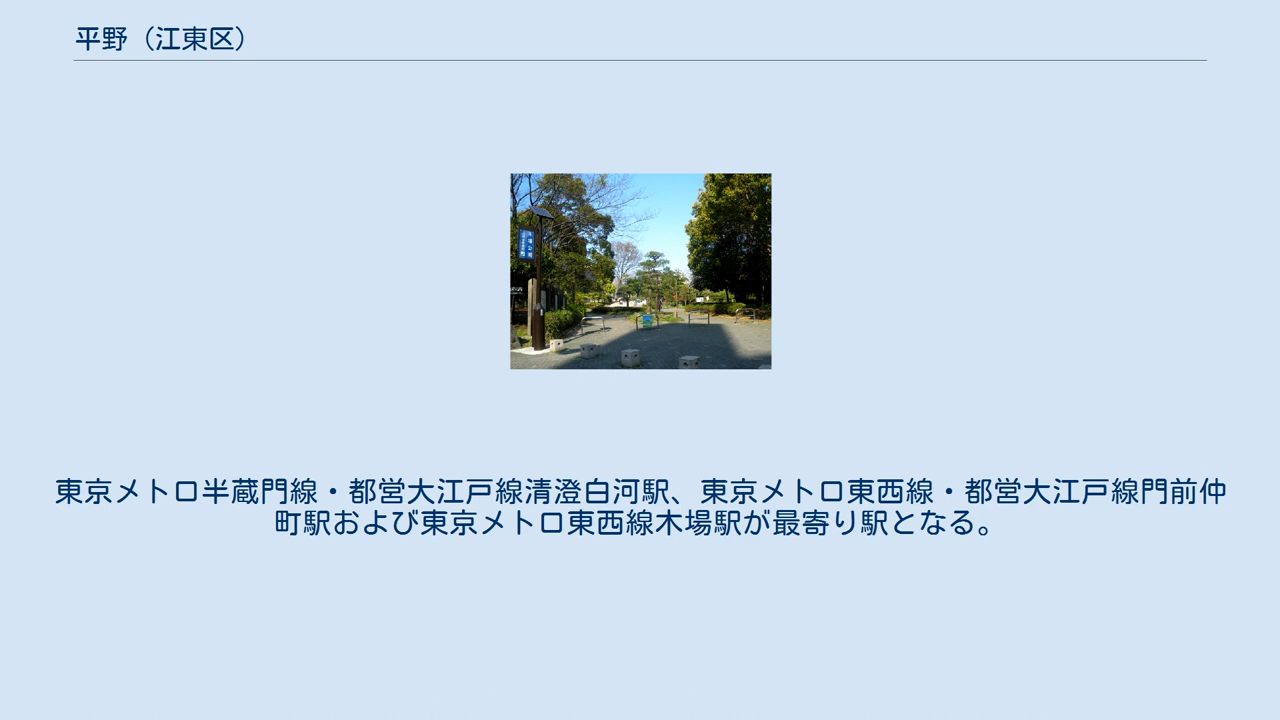 平野（江東区）
東京メトロ半蔵門線・都営大江戸線清澄白河駅、東京メトロ東西線・都営大江戸線門前仲
町駅および東京メトロ東西線木場駅が最寄り駅となる。